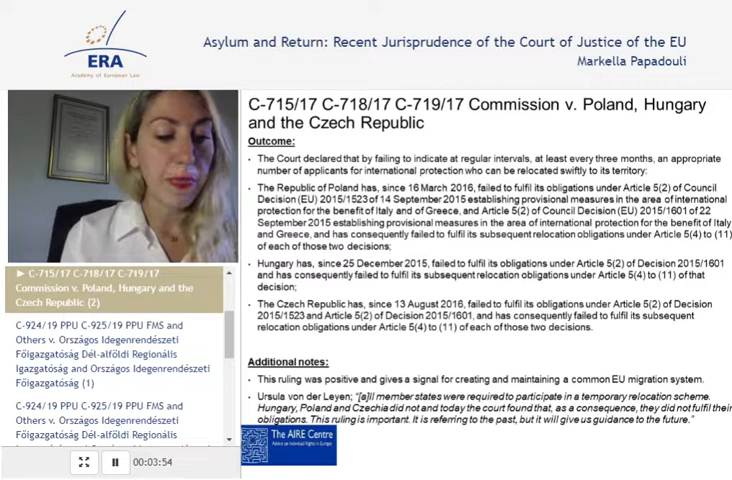 Asylum and Return: Recent Jurisprudence of the Court of Justice of the EU
Markella Papadouli
ERA
Academy of European Law
C-715/17 C-718/17 C-719/17 Commission v. Poland, Hungary
and the Czech Republic
Outcome:
• The Court declared that by failing to indicate at regular intervals, at least every three months, an appropriate
number of applicants for international protection who can be relocated swiftly to its territory:
• The Republic of Poland has, since 16 March 2016, failed to fulfil its obligations under Article 5(2) of Council
Decision (EU) 2015/1523 of 14 September 2015 establishing provisional measures in the area of international
protection for the benefit of Italy and of Greece, and Article 5(2) of Council Decision (EU) 2015/1601 of 22
September 2015 establishing provisional measures in the area of international protection for the benefit of Italy
and Greece, and has consequently failed to fulfil its subsequent relocation obligations under Article 5(4) to (11)
of each of those two decisions;
• Hungary has, since 25 December 2015, failed to fulfil its obligations under Article 5(2) of Decision 2015/1601
and has consequently failed to fulfil its subsequent relocation obligations under Article 5(4) to (11) of that
decision;
• The Czech Republic has, since 13 August 2016, failed to fulfil its obligations under Article 5(2) of Decision
2015/1523 and Article 5(2) of Decision 2015/1601, and has consequently failed to fulfil its subsequent
relocation obligations under Article 5(4) to (11) of each of those two decisions.
Additional notes:
• This ruling was positive and gives a signal for creating and maintaining a common EU migration system.
• Ursula von der Leyen; “[a]ll member states were required to participate in a temporary relocation scheme.
Hungary, Poland and Czechia did not and today the court found that, as a consequence, they did not fulfil their
obligations. This ruling is important. It is referring to the past, but it will give us guidance to the future.”
The AIRE Centre
Advice on Individual Rights in Europe
► C-715/17 C-718/17 C-719/17
Commission v. Poland, Hungary and the
Czech Republic (2)
C-924/19 PPU C-925/19 PPU FMS and
Others v. Országos Idegenrendészeti
Főigazgatóság Dél-alföldi Regionális
Igazgatóság and Országos Idegenrendészeti
Főigazgatóság (1)
C-924/19 PPU C-925/19 PPU FMS and
Others v. Országos Idegenrendészeti
Főigazgatóság Dél-alföldi Regionális
00:03:54